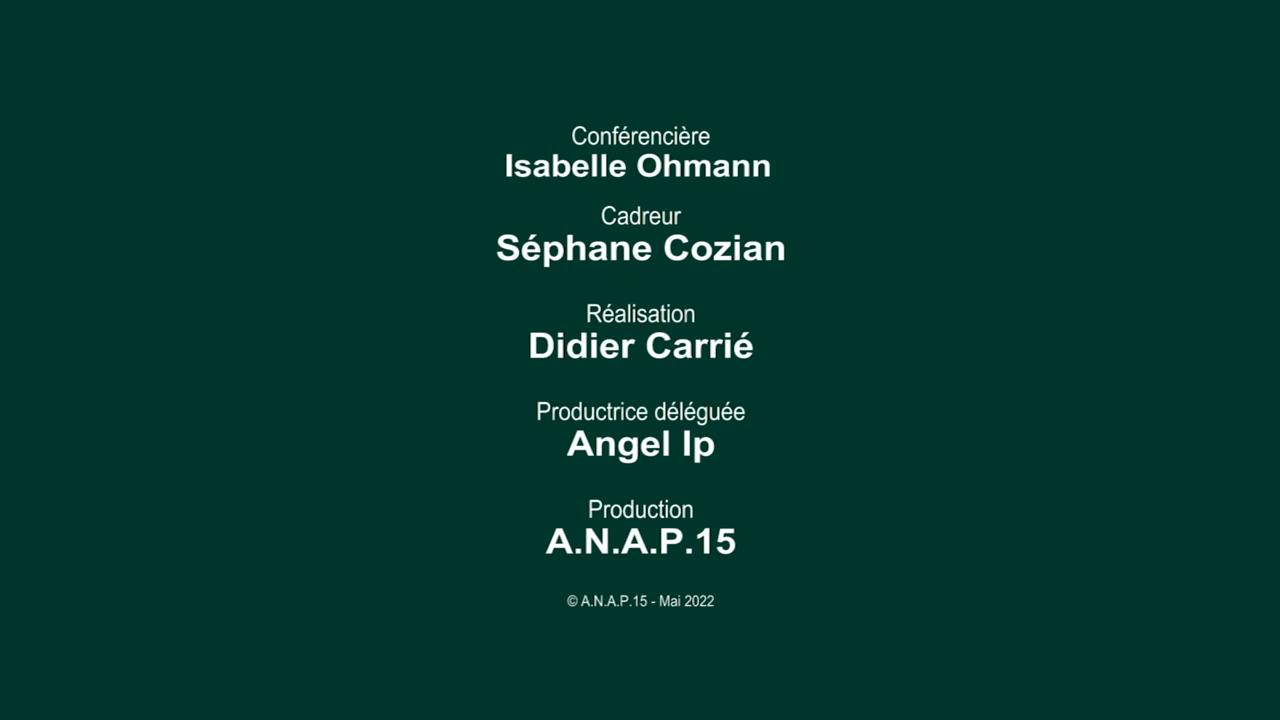 Conférencière
Isabelle Ohmann
Cadreur
Séphane Cozian
Réalisation
Didier Carrié
Productrice déléguée
Angel Ip
Production
A.N.A.P.15
© A.N.A.P.15 - Mai 2022